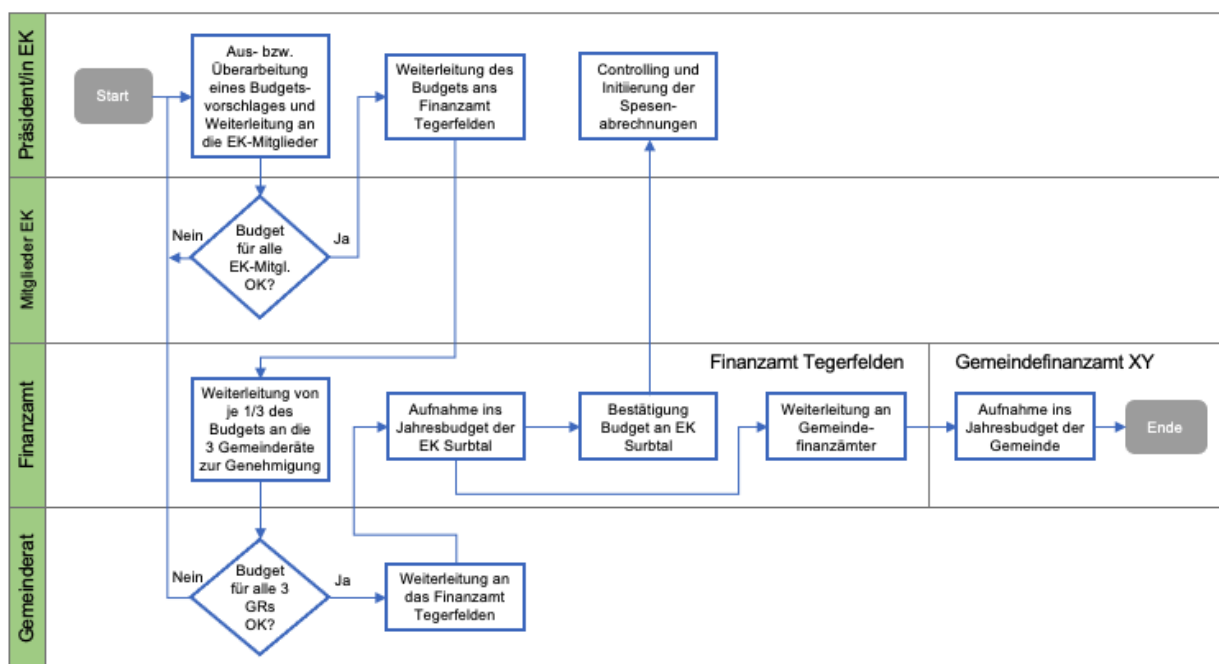 Präsident/in EK
Start
Aus- bzw.
Überarbeitung
eines Budgets-
vorschlages und
Weiterleitung an
die EK-Mitglieder
Weiterleitung des
Budgets ans
Finanzamt
Tegerfelden
Controlling und
Initiierung der
Spesen-
abrechnungen
Mitglieder EK
Nein
Budget
für alle
EK-Mitgl.
OK?
Ja
Finanzamt
Finanzamt Tegerfelden
Gemeindefinanzamt XY
Weiterleitung von
je 1/3 des
Budgets an die
3 Gemeinderäte
zur Genehmigung
Aufnahme ins
Jahresbudget der
EK Surbtal
Bestätigung
Budget an EK
Surbtal
Weiterleitung an
Gemeinde-
finanzämter
Aufnahme ins
Jahresbudget der
Gemeinde
Ende
Gemeinderat
Nein
Budget
für alle 3
GRs
OK?
Ja
Weiterleitung an
das Finanzamt
Tegerfelden